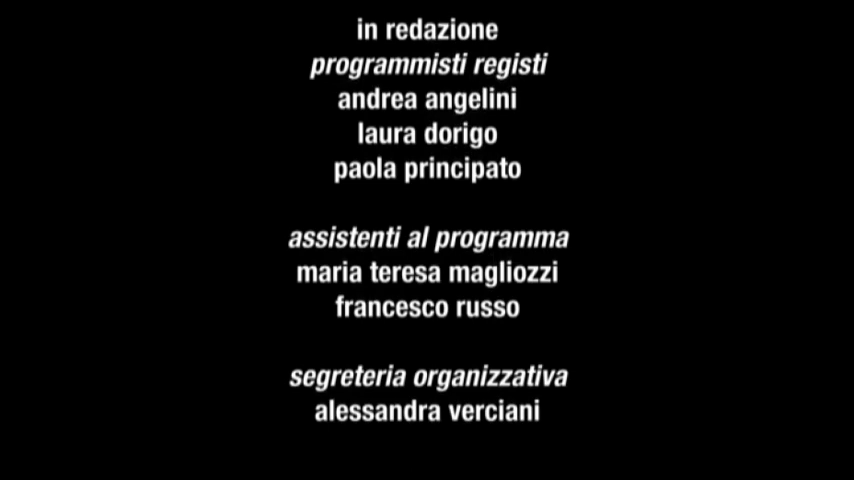 in redazione
programmisti registi
andrea angelini
laura dorigo
paola principato
assistenti al programma
maria teresa magliozzi
francesco russo
segreteria organizzativa
alessandra verciani